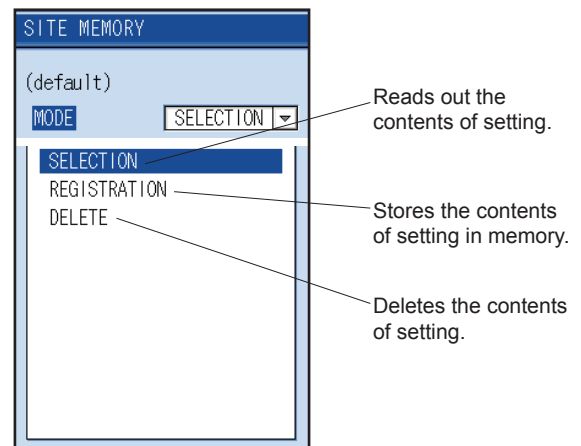 SITE MEMORY
(default)
MODE SELECTION
SELECTION
REGISTRATION
DELETE
Reads out the
contents of setting.
Stores the contents
of setting in memory.
Deletes the contents
of setting.